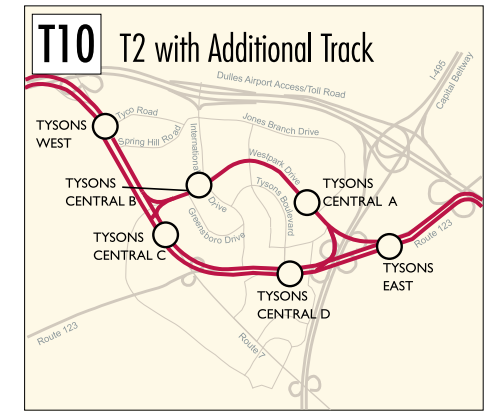 T10 T2 with Additional Track
Dulles Airport Access/Toll Road
I-495
Capital Beltway
Tyco Road
Jones Branch Drive
TYSONS
WEST
Spring Hill Road
International
Drive
Westpark Drive
TYSONS
CENTRAL B
Tysons Boulevard
TYSONS
CENTRAL A
Greensboro Drive
TYSONS
CENTRAL C
Route 123
TYSONS
EAST
TYSONS
CENTRAL D
Route 123
Route 7